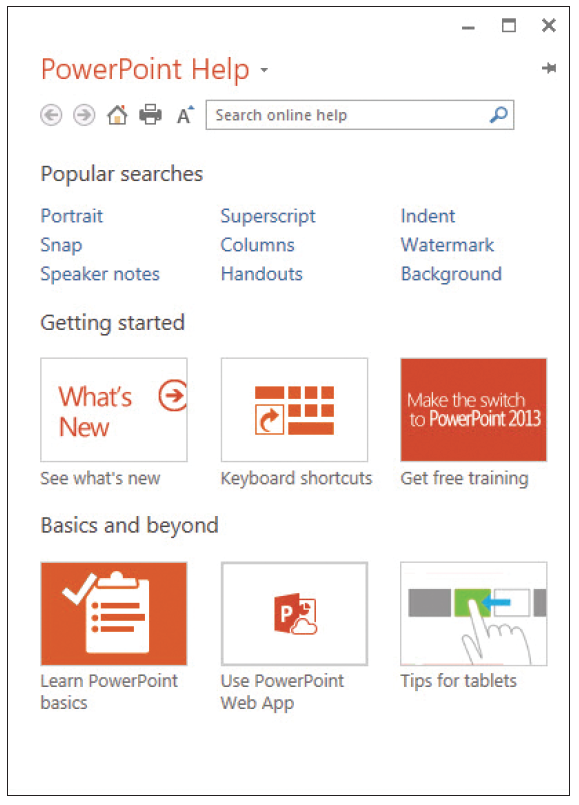 PowerPoint Help
A
Search online help
Popular searches
Portrait Superscript Indent
Snap Columns Watermark
Speaker notes Handouts Background
Getting started
What's
New
Make the switch
to PowerPoint 2013
See what's new Keyboard shortcuts Get free training
Basics and beyond
P
Learn PowerPoint
basics
Use PowerPoint
Web App
Tips for tablets